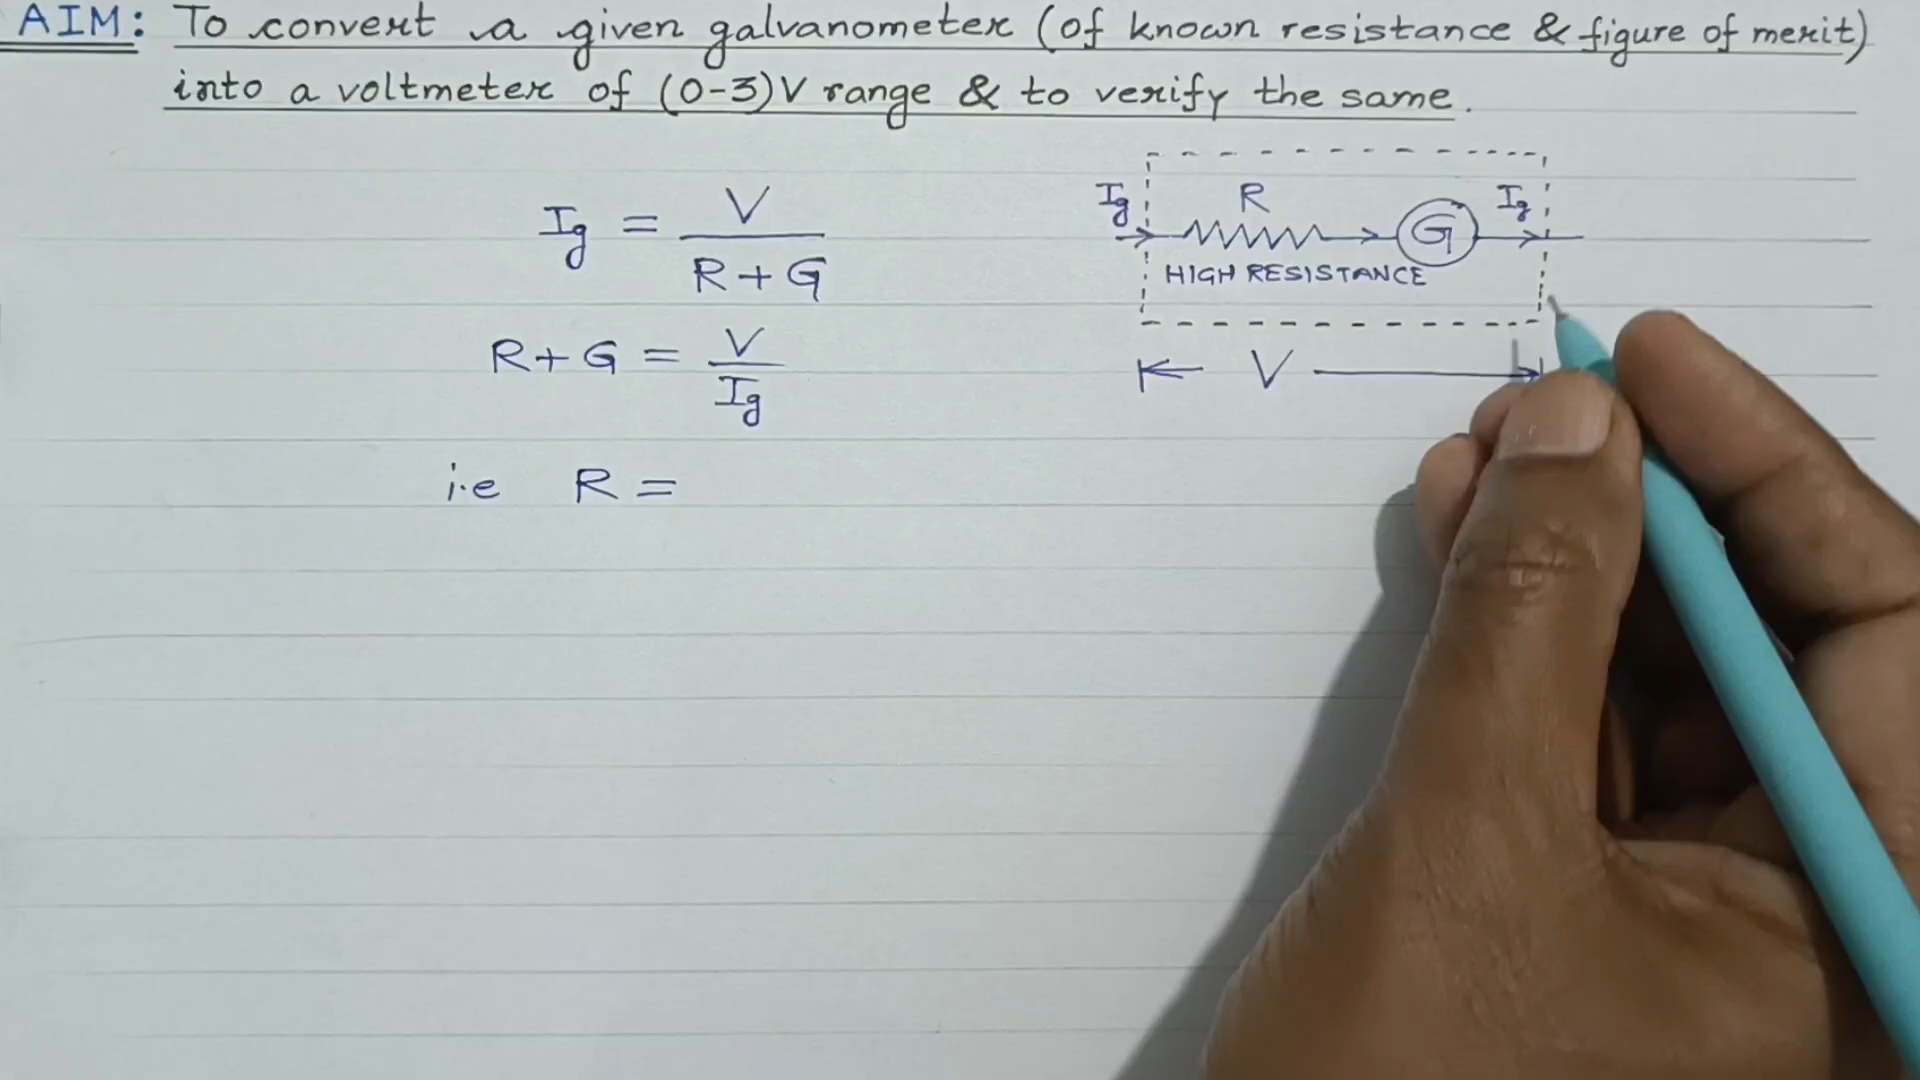 AIM: To convert a given galvanometer (of known resistance & figure of merit)
into a voltmeter of (0-3)V range & to verify the same.
Ig = V / R+G
R+G = V / Ig
i.e R =
Ig R Ig
G
HIGH RESISTANCE
V